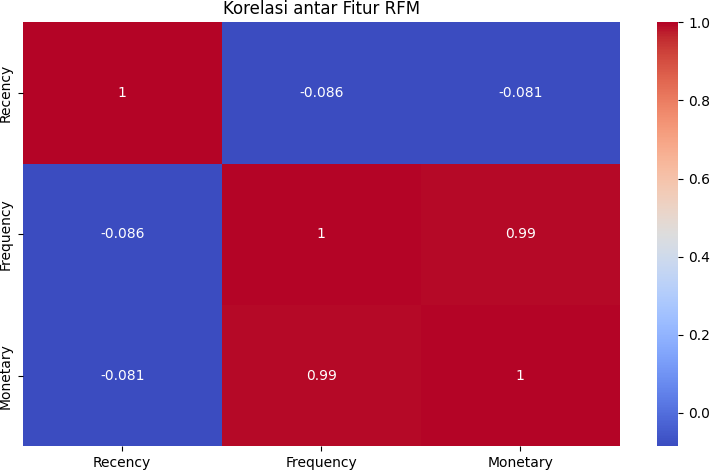 Korelasi antar Fitur RFM
Recency
1
-0.086
-0.081
Frequency
-0.086
1
0.99
Monetary
-0.081
0.99
1
Recency
Frequency
Monetary
1.0
0.8
0.6
0.4
0.2
0.0